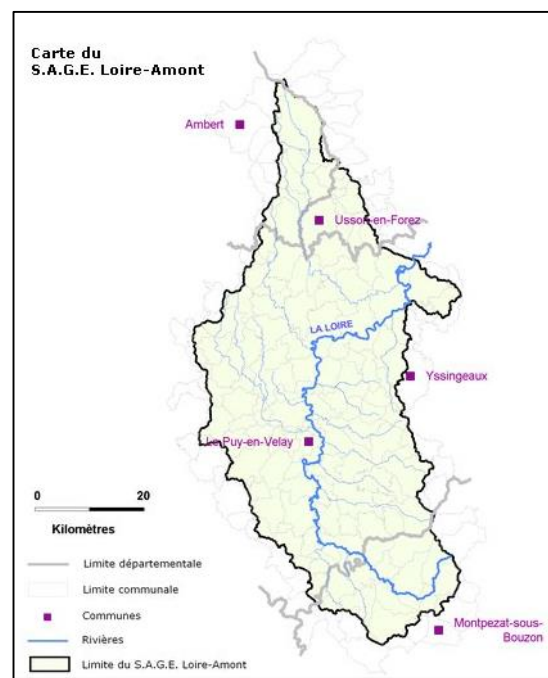 Carte du
S.A.G.E. Loire-Amont
Ambert
Usson-en-Forez
LA LOIRE
Yssingeaux
Le Puy-en-Velay
0 20
Kilomètres
Limite départementale
Limite communale
Communes
Rivières
Limite du S.A.G.E. Loire-Amont
Montpezat-sous-
Bouzon